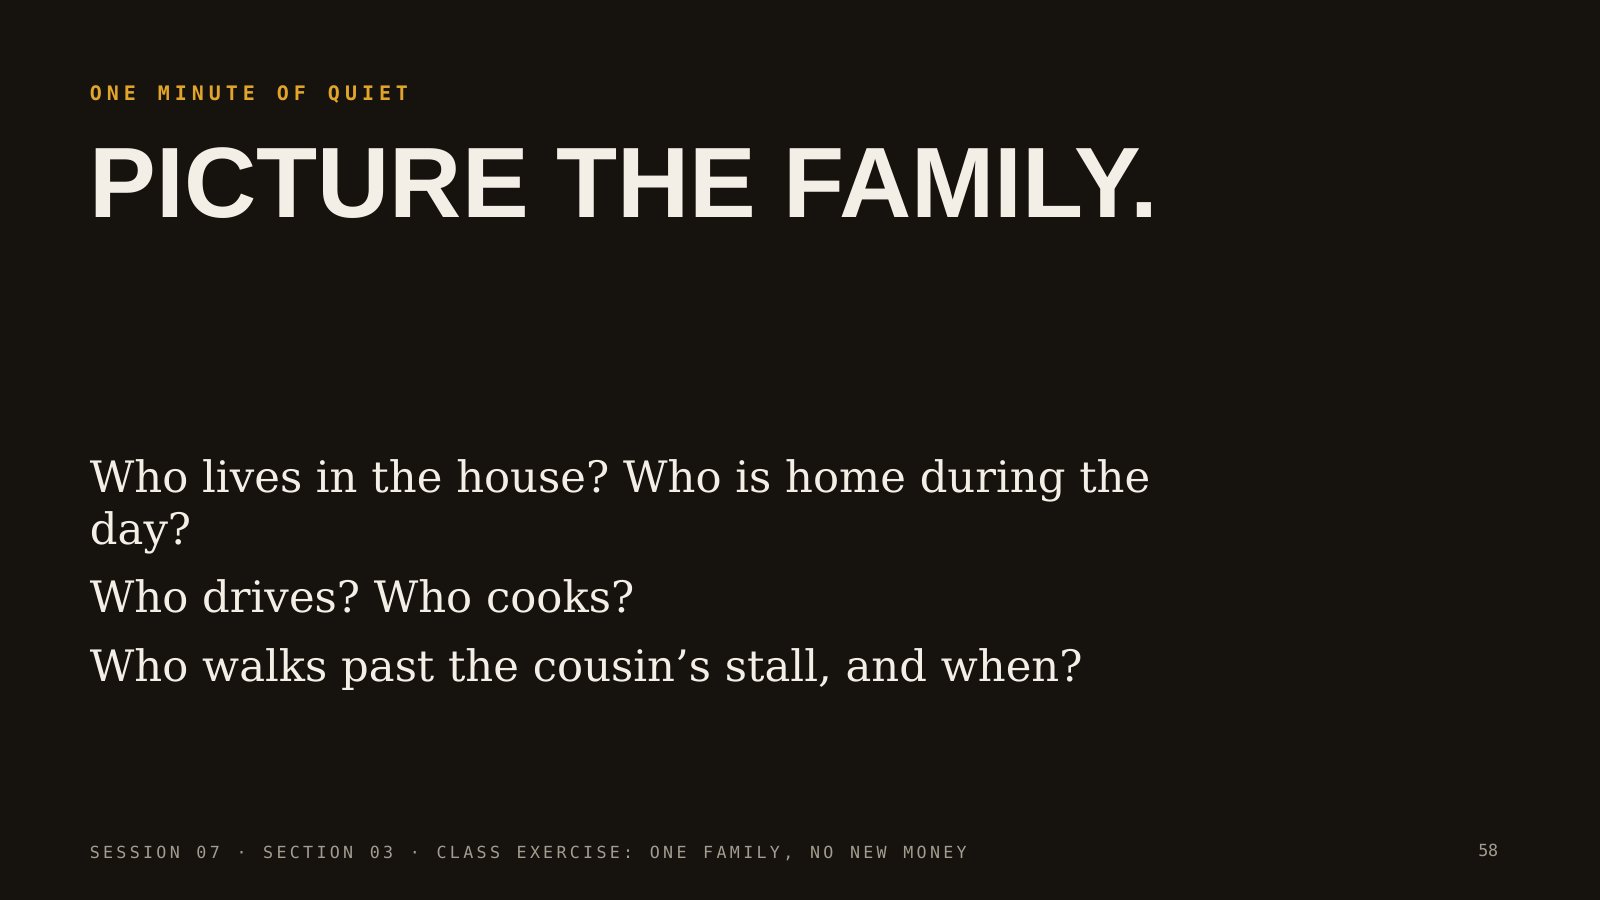 ONE MINUTE OF QUIET
PICTURE THE FAMILY.
Who lives in the house? Who is home during the
day?
Who drives? Who cooks?
Who walks past the cousin’s stall, and when?
SESSION 07 · SECTION 03 · CLASS EXERCISE: ONE FAMILY, NO NEW MONEY
58